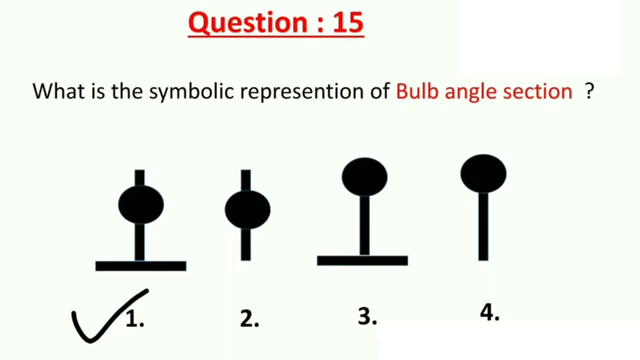 Question : 15
What is the symbolic represention of Bulb angle section ?
1. 2. 3. 4.